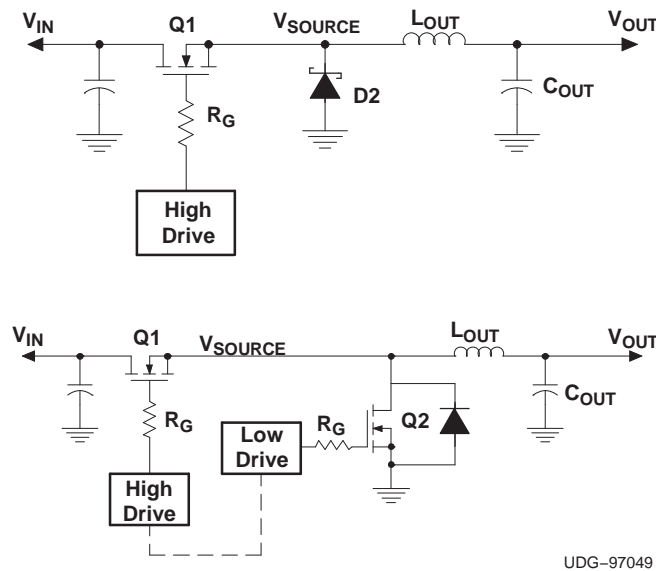 VIN
Q1
VSOURCE
LOUT
VOUT
RG
D2
COUT
High
Drive
VIN
Q1
VSOURCE
LOUT
VOUT
RG
Low
Drive
RG
Q2
COUT
High
Drive
UDG–97049